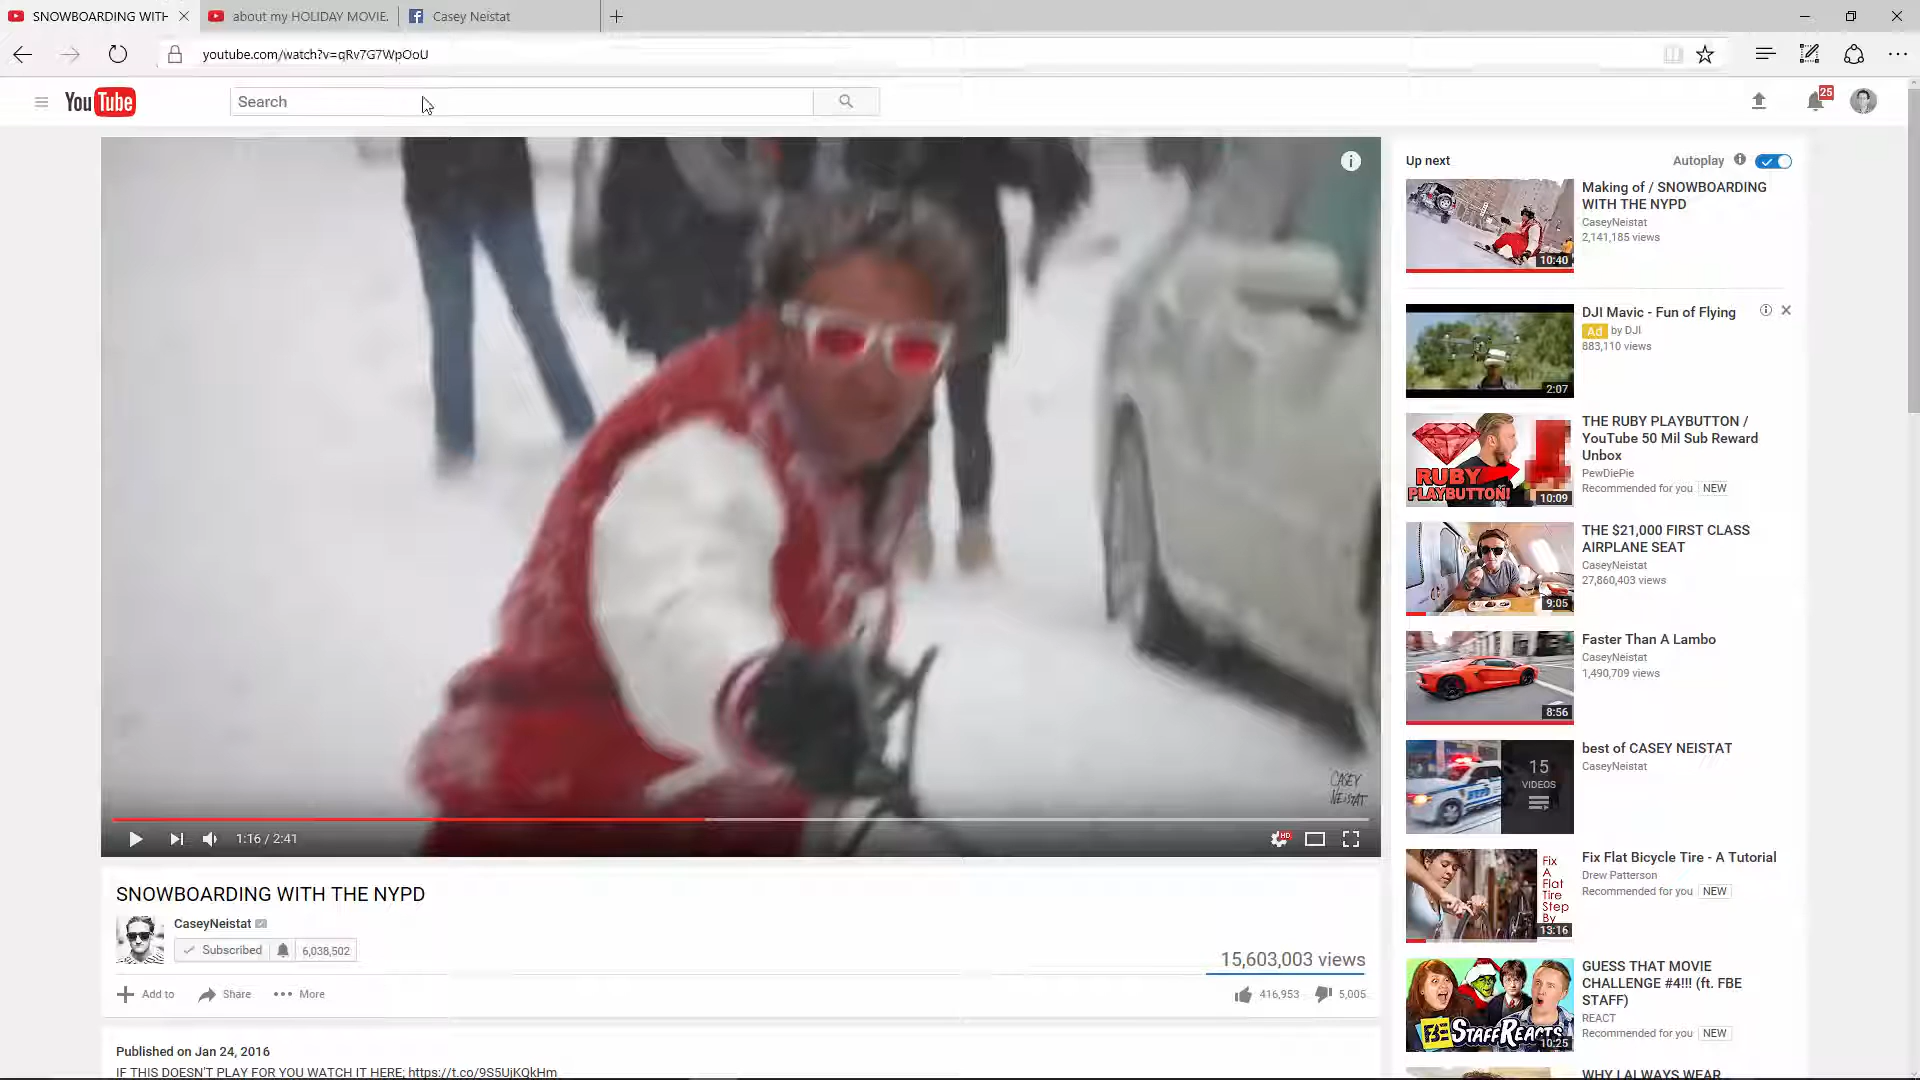 SNOWBOARDING WITH
about my HOLIDAY MOVIE.
Casey Neistat
youtube.com/watch?v=qRv7G7WpOoU
YouTube
Search
25
CASEY
NEISTAT
1:16 / 2:41
HD
SNOWBOARDING WITH THE NYPD
CaseyNeistat
Subscribed
6,038,502
15,603,003 views
Add to
Share
More
416,953
5,005
Published on Jan 24, 2016
IF THIS DOESN'T PLAY FOR YOU WATCH IT HERE; https://t.co/9S5UjKQkHm
Up next
Autoplay
Making of / SNOWBOARDING
WITH THE NYPD
CaseyNeistat
2,141,185 views
10:40
DJI Mavic - Fun of Flying
Ad by DJI
883,110 views
2:07
THE RUBY PLAYBUTTON /
YouTube 50 Mil Sub Reward
Unbox
PewDiePie
Recommended for you NEW
RUBY
PLAYBUTTON!
10:09
THE $21,000 FIRST CLASS
AIRPLANE SEAT
CaseyNeistat
27,860,403 views
9:05
Faster Than A Lambo
CaseyNeistat
1,490,709 views
8:56
best of CASEY NEISTAT
CaseyNeistat
15
VIDEOS
Fix Flat Bicycle Tire - A Tutorial
Drew Patterson
Recommended for you NEW
Fix
A
Flat
Tire
Step
By
13:16
GUESS THAT MOVIE
CHALLENGE #4!!! (ft. FBE
STAFF)
REACT
Recommended for you NEW
FBE
STAFF REACTS
10:25
WHY I ALWAYS WEAR